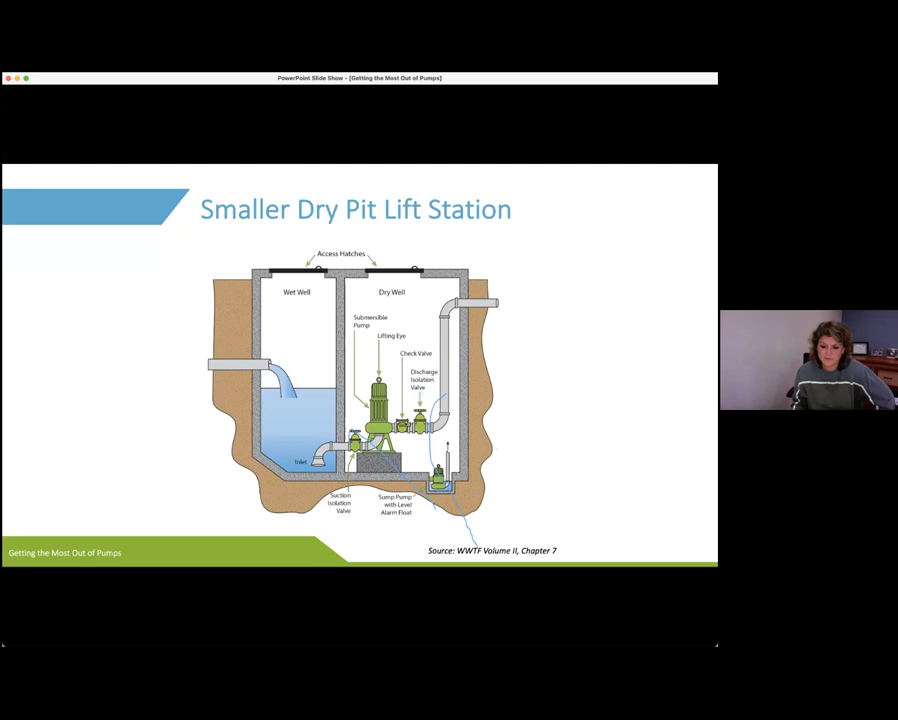 PowerPoint Slide Show - [Getting the Most Out of Pumps]
Smaller Dry Pit Lift Station
Access Hatches
Wet Well
Dry Well
Submersible
Pump
Lifting Eye
Check Valve
Discharge
Isolation
Valve
Inlet
Suction
Isolation
Valve
Sump Pump
with Level
Alarm Float
Source: WWTF Volume II, Chapter 7
Getting the Most Out of Pumps